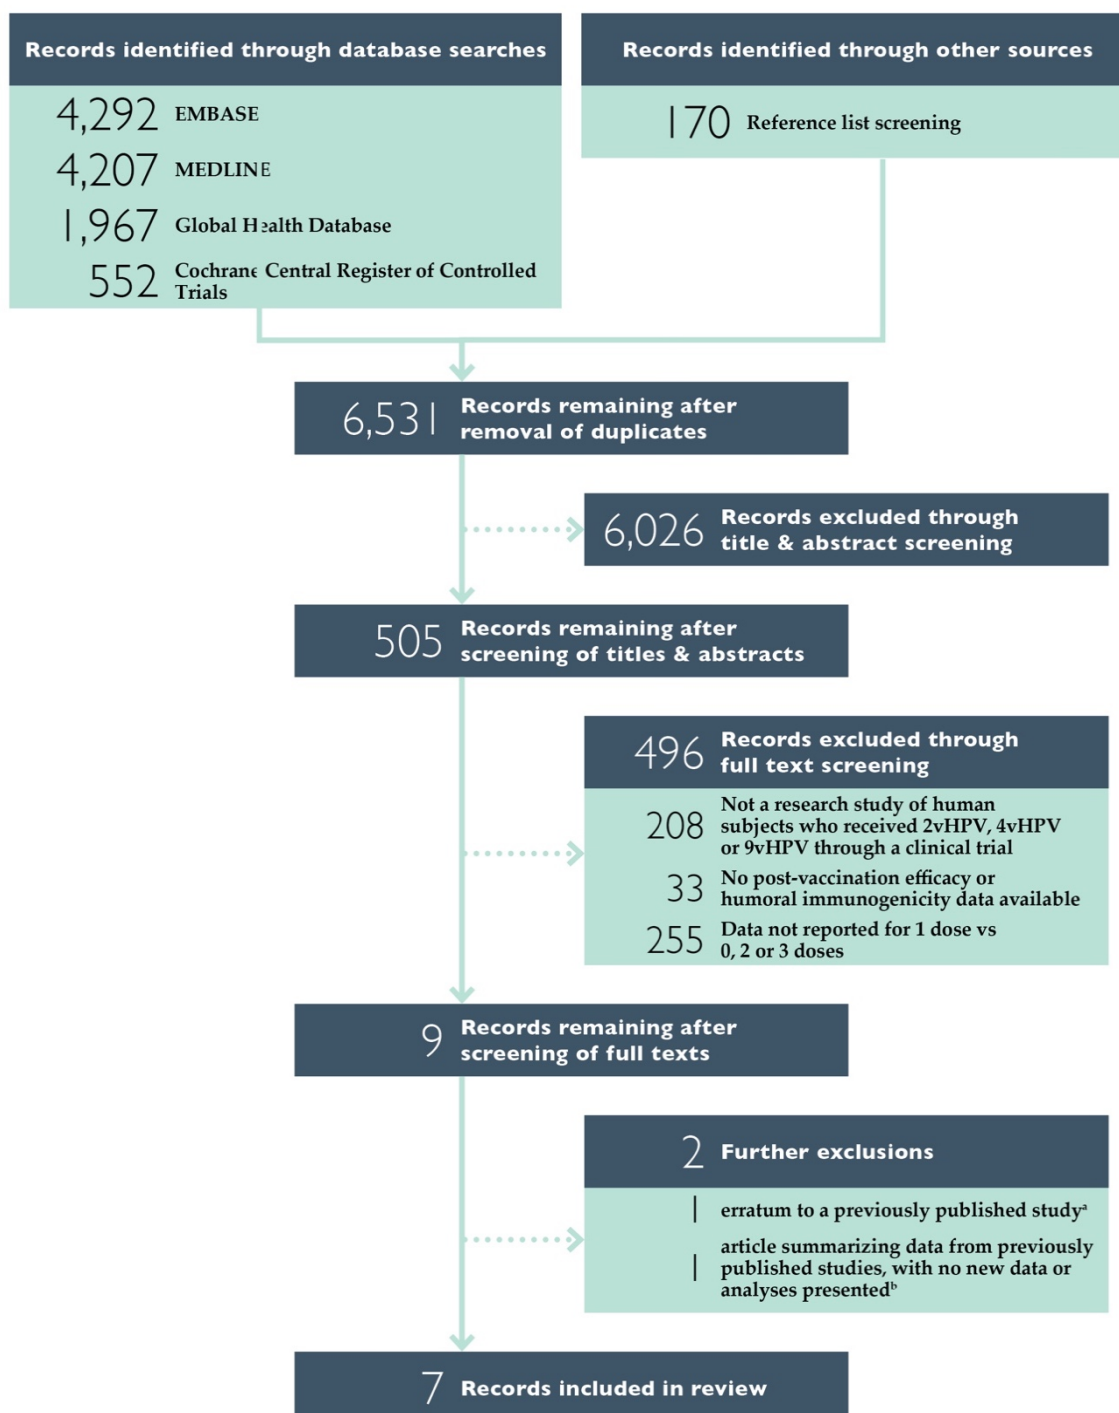 Records identified through database searches
4,292 EMBASE
4,207 MEDLINE
1,967 Global Health Database
552 Cochrane Central Register of Controlled
Trials
Records identified through other sources
170 Reference list screening
6,531 Records remaining after
removal of duplicates
6,026 Records excluded through
title & abstract screening
505 Records remaining after
screening of titles & abstracts
496 Records excluded through
full text screening
208 Not a research study of human
subjects who received 2vHPV, 4vHPV
or 9vHPV through a clinical trial
33 No post-vaccination efficacy or
humoral immunogenicity data available
255 Data not reported for 1 dose vs
0, 2 or 3 doses
9 Records remaining after
screening of full texts
2 Further exclusions
1 erratum to a previously published studyᵃ
1 article summarizing data from previously
published studies, with no new data or
analyses presentedᵇ
7 Records included in review